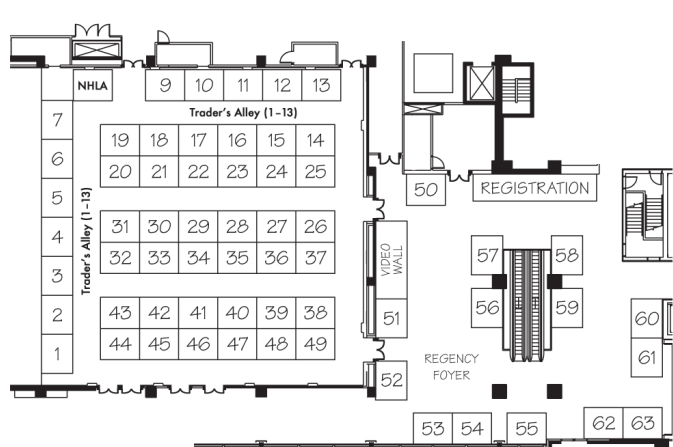 NHLA
9 10 11 12 13
Trader's Alley (1–13)
7
6
5
4
3
2
1
Trader's Alley (1–13)
19 18 17 16 15 14
20 21 22 23 24 25
31 30 29 28 27 26
32 33 34 35 36 37
43 42 41 40 39 38
44 45 46 47 48 49
50
REGISTRATION
VIDEO
WALL
51
52
57 58
56 59
REGENCY
FOYER
60
61
53 54 55
62 63